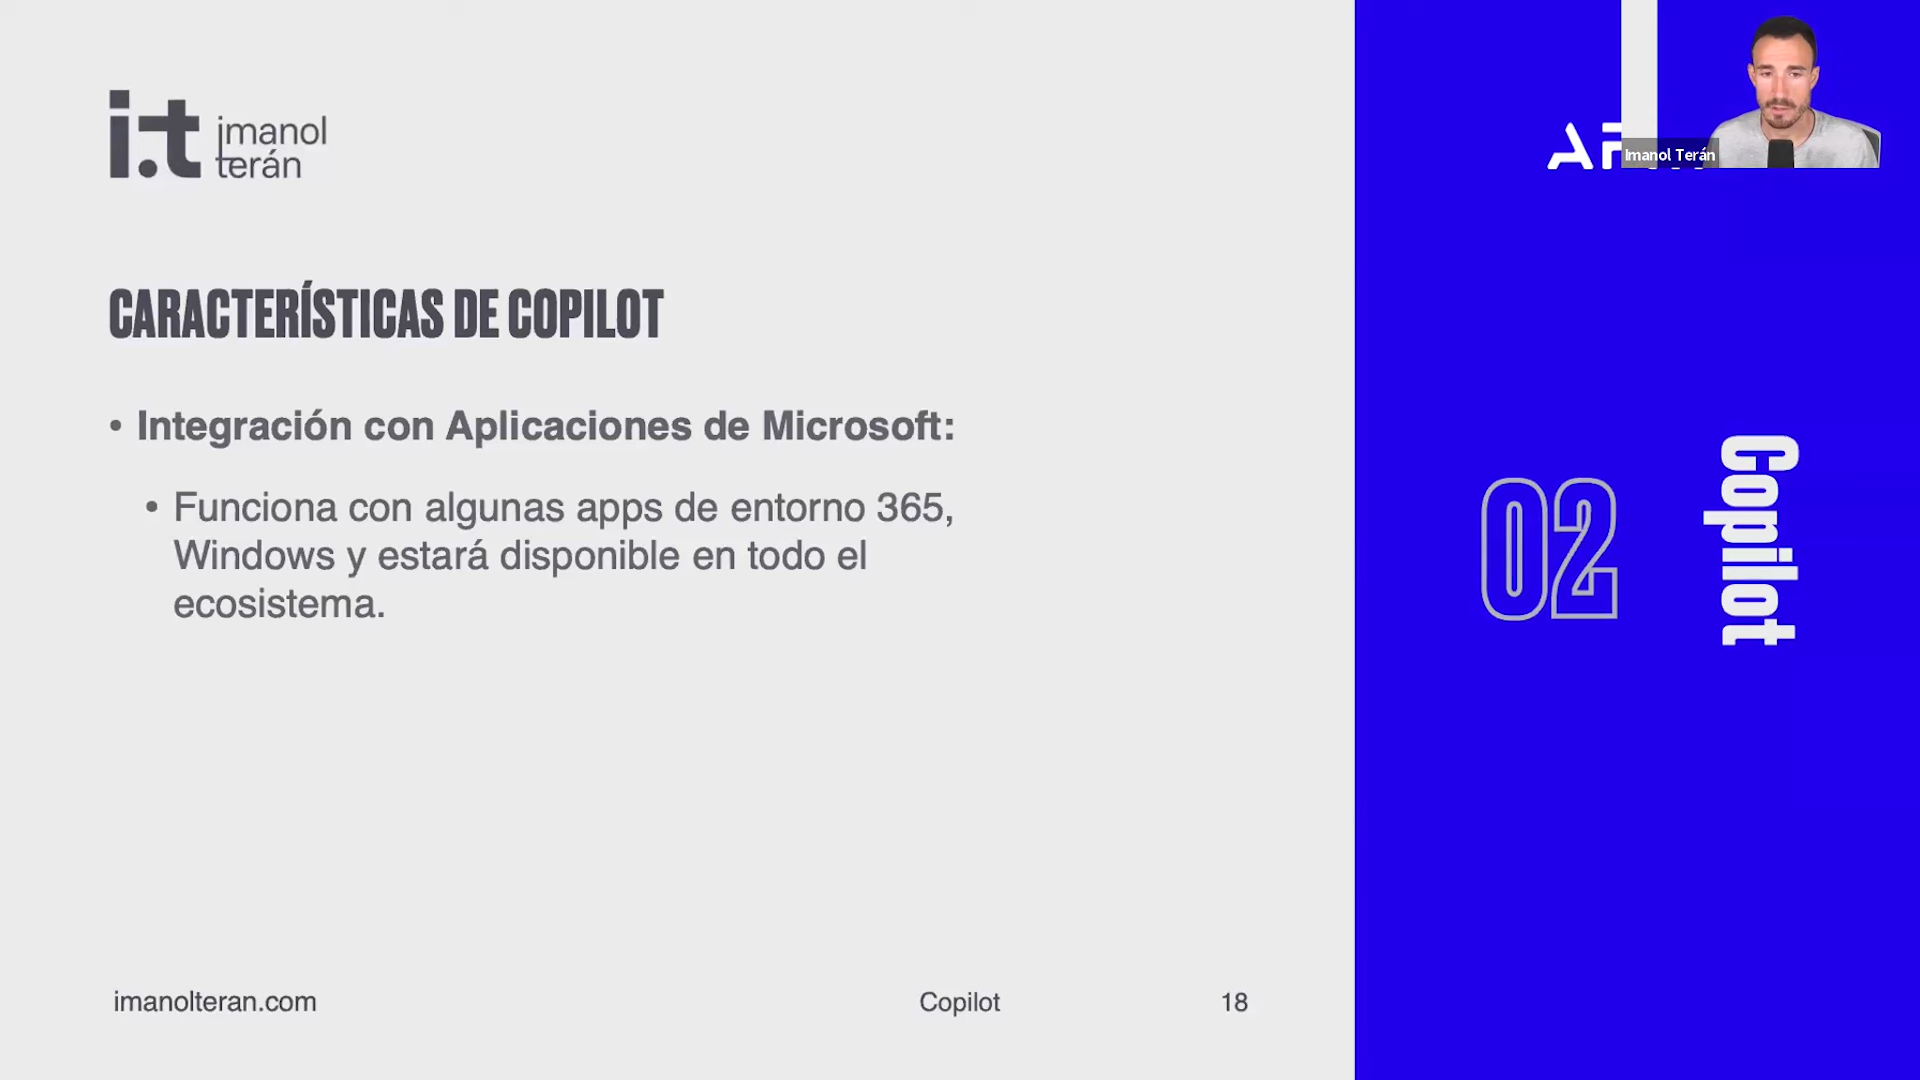 i.t imanol
terán
Imanol Terán
CARACTERÍSTICAS DE COPILOT
• Integración con Aplicaciones de Microsoft:
• Funciona con algunas apps de entorno 365,
Windows y estará disponible en todo el
ecosistema.
02
Copilot
imanolteran.com
Copilot
18